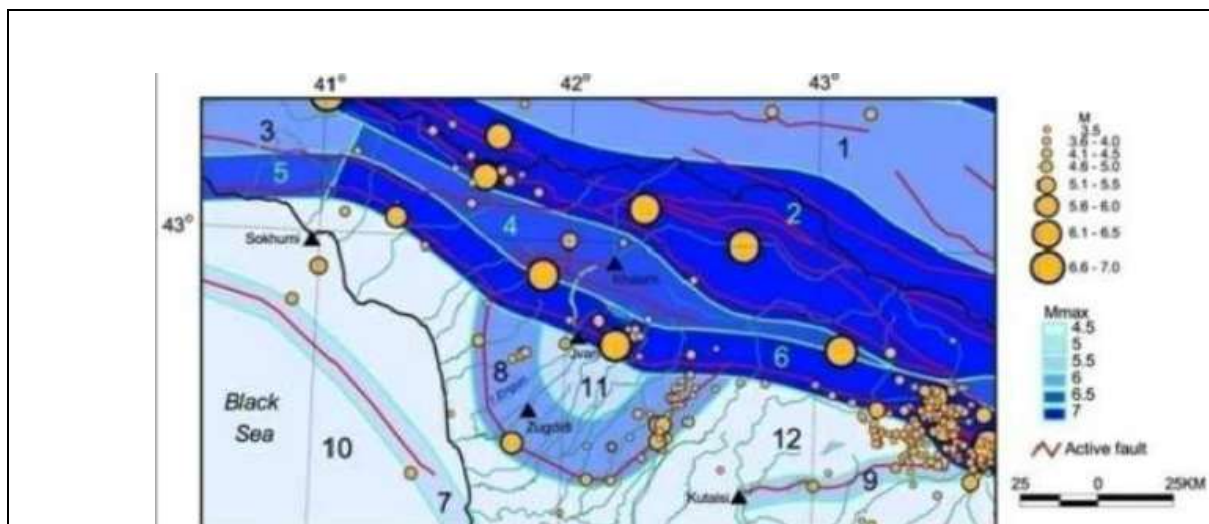 41°
42°
43°
43°
3
5
1
2
4
Sokhumi
Khaishi
Jvari
6
8
11
Enguri
Zugdidi
Black
Sea
10
12
7
9
Kutaisi
M
3.5
3.6 - 4.0
4.1 - 4.5
4.6 - 5.0
5.1 - 5.5
5.6 - 6.0
6.1 - 6.5
6.6 - 7.0
Mmax
4.5
5
5.5
6
6.5
7
Active fault
25 0 25KM